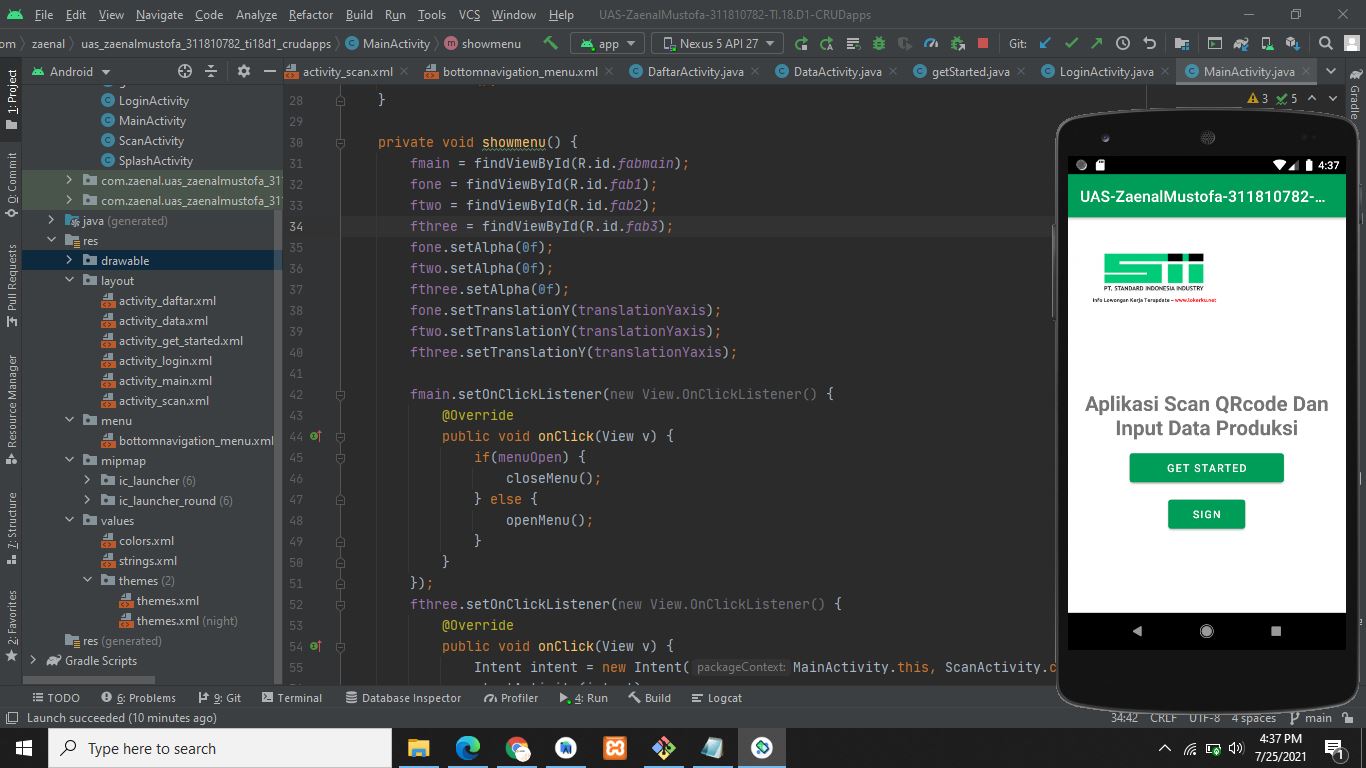 File Edit View Navigate Code Analyze Refactor Build Run Tools VCS Window Help UAS-ZaenalMustofa-311810782-TI.18.D1-CRUDapps
om zaenal uas_zaenalmustofa_311810782_ti18d1_crudapps MainActivity showmenu app Nexus 5 API 27 Git:
Android activity_scan.xml bottomnavigation_menu.xml DaftarActivity.java DataActivity.java getStarted.java LoginActivity.java MainActivity.java
1: Project
0: Commit
Pull Requests
Resource Manager
7: Structure
2: Favorites
Gradle
LoginActivity
MainActivity
ScanActivity
SplashActivity
com.zaenal.uas_zaenalmustofa_31
com.zaenal.uas_zaenalmustofa_31
java (generated)
res
drawable
layout
activity_daftar.xml
activity_data.xml
activity_get_started.xml
activity_login.xml
activity_main.xml
activity_scan.xml
menu
bottomnavigation_menu.xml
mipmap
ic_launcher (6)
ic_launcher_round (6)
values
colors.xml
strings.xml
themes (2)
themes.xml
themes.xml (night)
res (generated)
Gradle Scripts
3 5
28 }
29
30 private void showmenu() {
31 fmain = findViewById(R.id.fabmain);
32 fone = findViewById(R.id.fab1);
33 ftwo = findViewById(R.id.fab2);
34 fthree = findViewById(R.id.fab3);
35 fone.setAlpha(0f);
36 ftwo.setAlpha(0f);
37 fthree.setAlpha(0f);
38 fone.setTranslationY(translationYaxis);
39 ftwo.setTranslationY(translationYaxis);
40 fthree.setTranslationY(translationYaxis);
41
42 fmain.setOnClickListener(new View.OnClickListener() {
43 @Override
44 public void onClick(View v) {
45 if(menuOpen) {
46 closeMenu();
47 } else {
48 openMenu();
49 }
50 }
51 });
52 fthree.setOnClickListener(new View.OnClickListener() {
53 @Override
54 public void onClick(View v) {
55 Intent intent = new Intent( packageContext: MainActivity.this, ScanActivity.c
4:37
UAS-ZaenalMustofa-311810782-...
STI
PT. STANDARD INDONESIA INDUSTRY
Info Lowongan Kerja Terupdate - www.lokerku.net
Aplikasi Scan QRcode Dan
Input Data Produksi
GET STARTED
SIGN
TODO 6: Problems 9: Git Terminal Database Inspector Profiler 4: Run Build Logcat
Launch succeeded (10 minutes ago) 34:42 CRLF UTF-8 4 spaces main
Type here to search
4:37 PM
7/25/2021
1